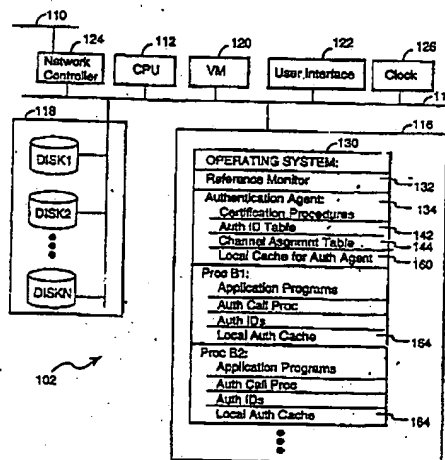 110
124
112
120
122
126
Network
Controller
CPU
VM
User Interface
Clock
118
116
130
DISK1
DISK2
DISKN
102
OPERATING SYSTEM:
Reference Monitor
132
Authentication Agent:
134
Certification Procedures
Auth ID Table
142
Channel Asgnmnt Table
144
Local Cache for Auth Agent
160
Proc B1:
Application Programs
Auth Call Proc
Auth IDs
Local Auth Cache
164
Proc B2:
Application Programs
Auth Call Proc
Auth IDs
Local Auth Cache
164